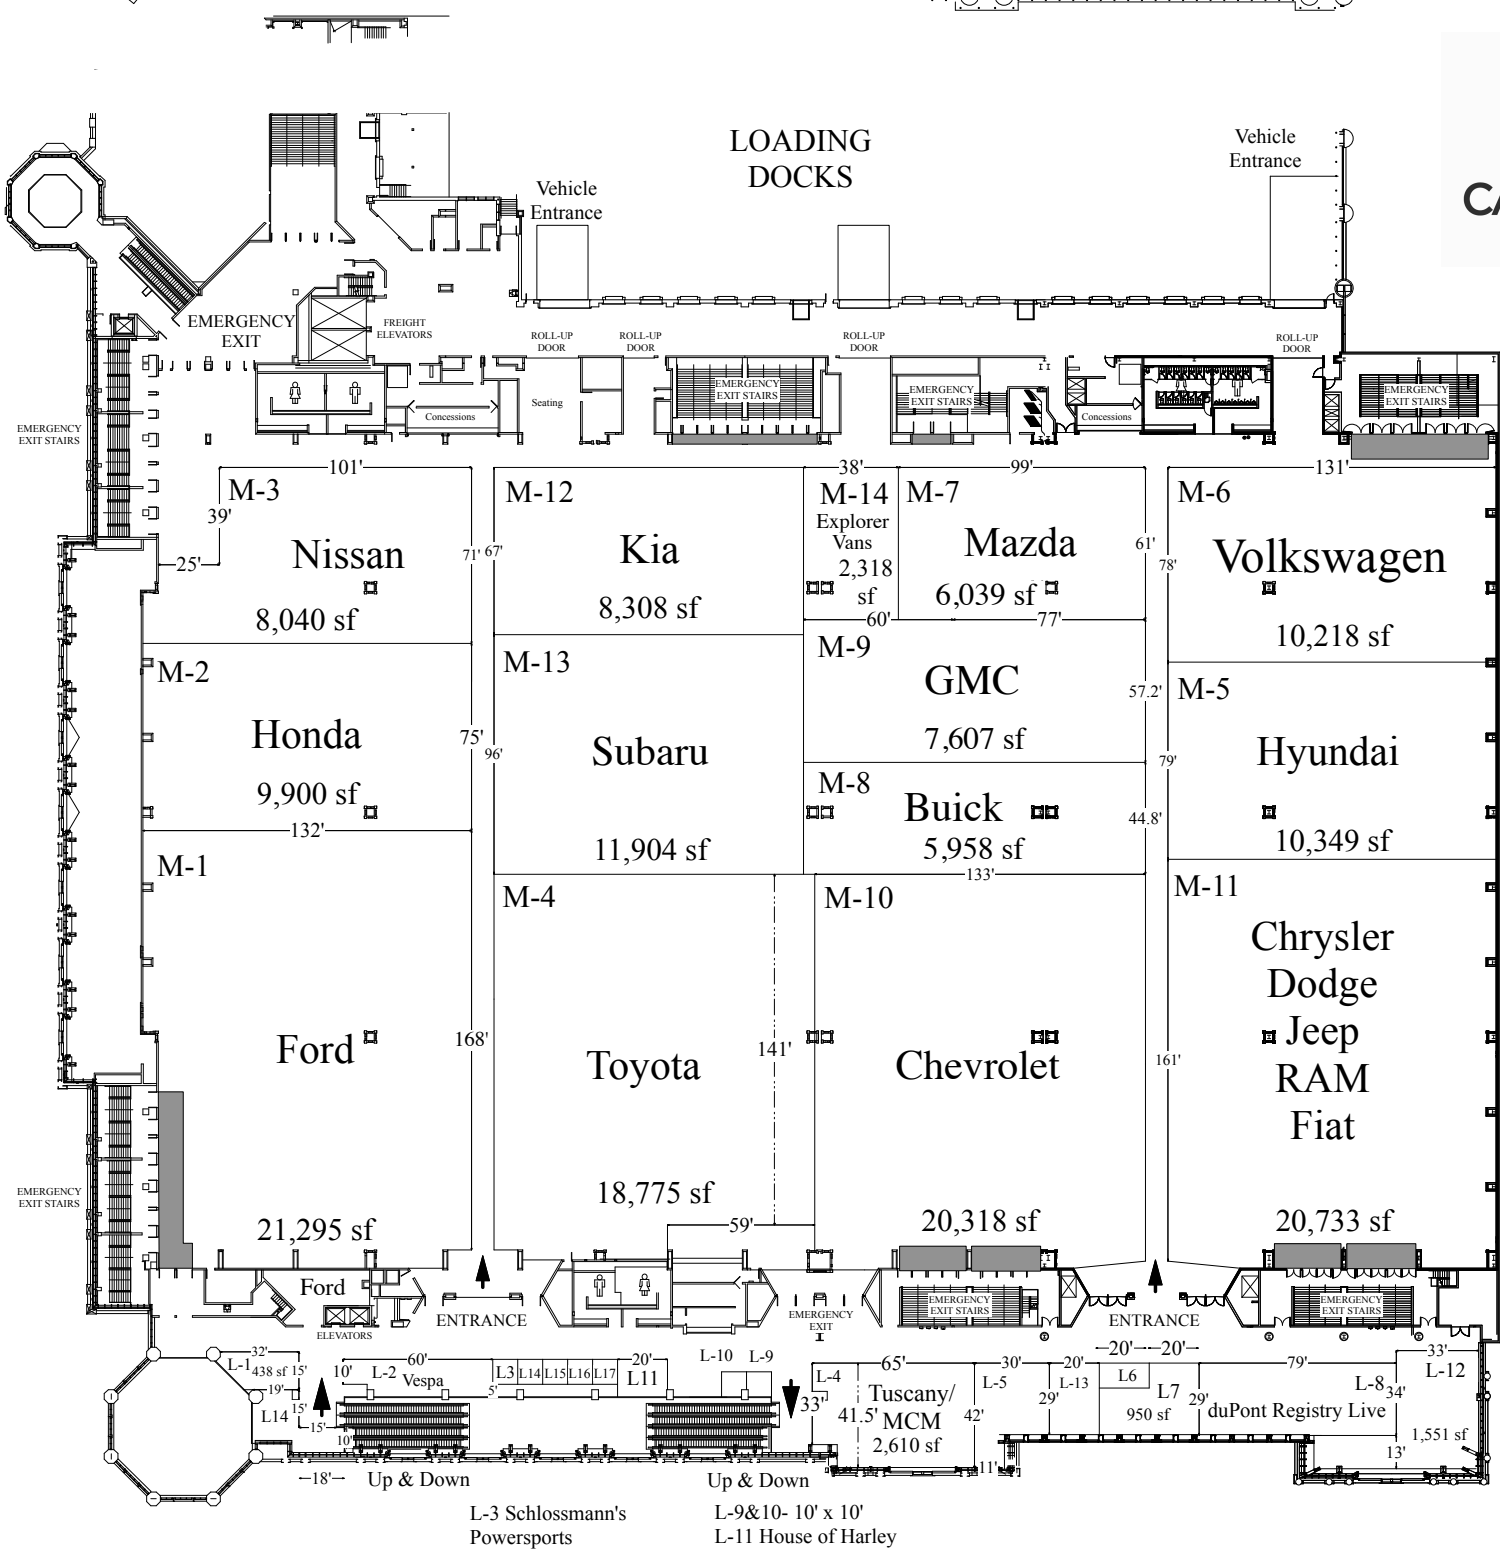 LOADING
DOCKS
Vehicle
Entrance
Vehicle
Entrance
CA
EMERGENCY
EXIT
FREIGHT
ELEVATORS
ROLL-UP
DOOR
ROLL-UP
DOOR
ROLL-UP
DOOR
ROLL-UP
DOOR
EMERGENCY
EXIT STAIRS
Concessions
Seating
EMERGENCY
EXIT STAIRS
EMERGENCY
EXIT STAIRS
Concessions
EMERGENCY
EXIT STAIRS
101'
38'
99'
131'
M-3
39'
25'
Nissan
8,040 sf
71'
67'
M-12
Kia
8,308 sf
M-14
Explorer
Vans
2,318
sf
M-7
Mazda
6,039 sf
61'
78'
60'
77'
M-6
Volkswagen
10,218 sf
M-2
Honda
9,900 sf
75'
96'
132'
M-13
Subaru
11,904 sf
M-9
GMC
7,607 sf
57.2'
79'
M-8
Buick
5,958 sf
44.8'
133'
M-5
Hyundai
10,349 sf
M-1
Ford
21,295 sf
168'
M-4
Toyota
141'
18,775 sf
59'
M-10
Chevrolet
20,318 sf
161'
M-11
Chrysler
Dodge
Jeep
RAM
Fiat
20,733 sf
EMERGENCY
EXIT STAIRS
Ford
ELEVATORS
ENTRANCE
EMERGENCY
EXIT
EMERGENCY
EXIT STAIRS
ENTRANCE
EMERGENCY
EXIT STAIRS
32'
L-1
438 sf
15'
19'
L14
15'
15'
10'
10'
18'
60'
L-2
Vespa
5'
L3
L14
L15
L16
L17
20'
L11
L-10
L-9
L-4
33'
65'
Tuscany/
MCM
2,610 sf
41.5'
42'
11'
30'
L-5
29'
20'
L-13
20'
20'
L6
L7
950 sf
29'
79'
L-8
duPont Registry Live
34'
13'
33'
L-12
1,551 sf
Up & Down
Up & Down
L-3 Schlossmann's
Powersports
L-9&10- 10' x 10'
L-11 House of Harley